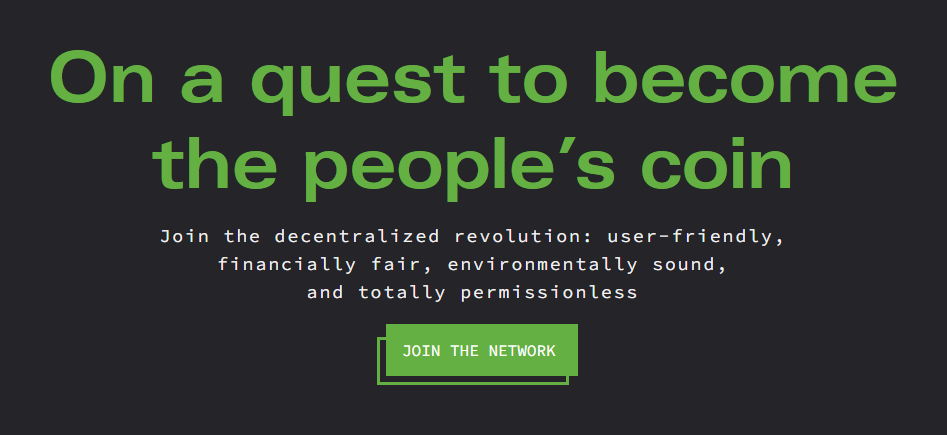 On a quest to become
the people’s coin
Join the decentralized revolution: user-friendly,
financially fair, environmentally sound,
and totally permissionless
JOIN THE NETWORK